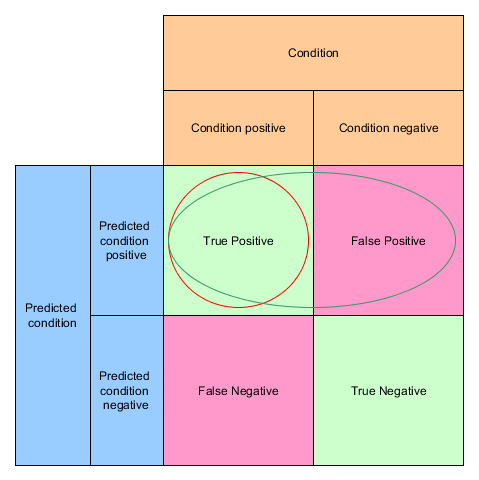 Condition
Condition positive
Condition negative
Predicted
condition
Predicted
condition
positive
True Positive
False Positive
Predicted
condition
negative
False Negative
True Negative